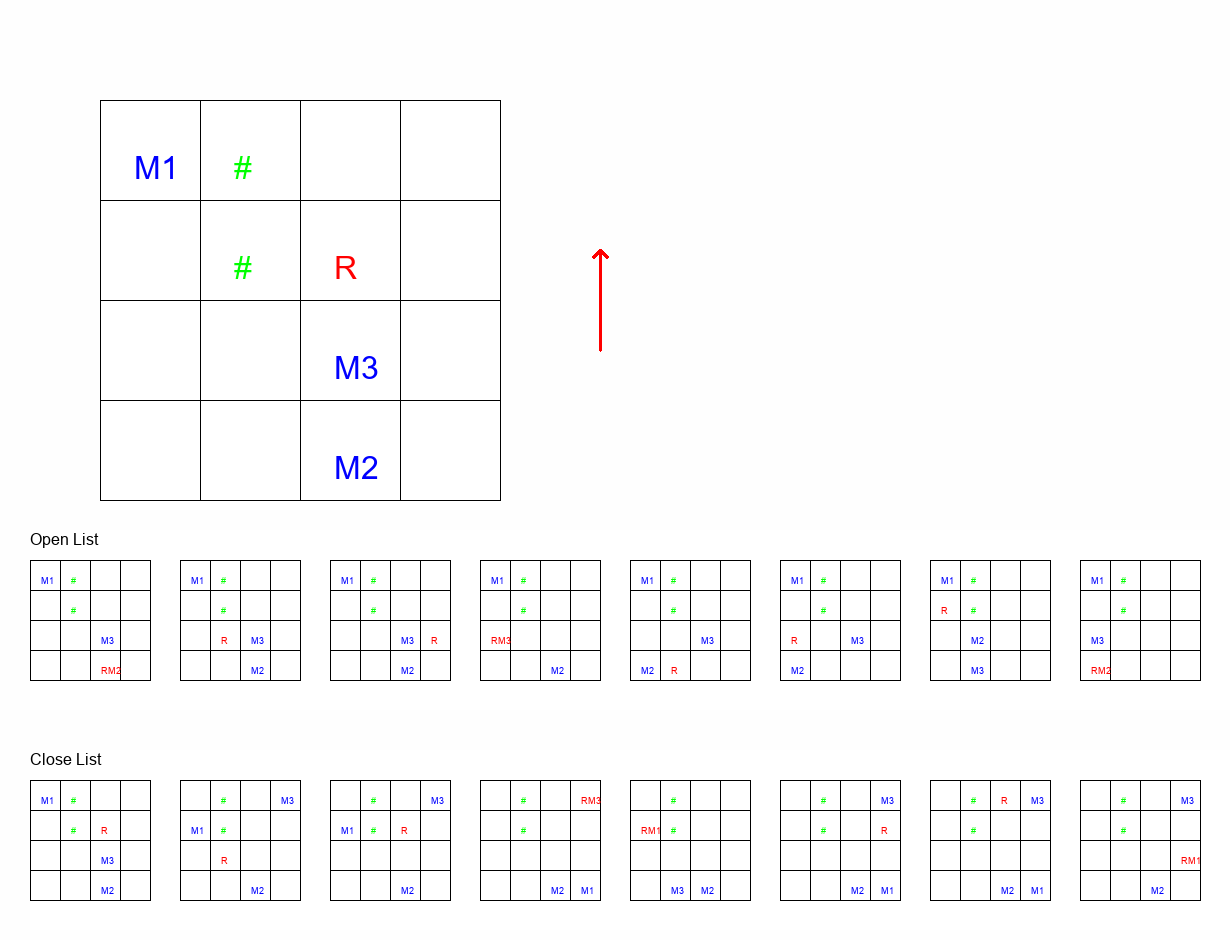 M1 #
# R
M3
M2
Open List
M1 # M1 # M1 # M1 # M1 # M1 # M1 # M1 #
# # # # # # R # #
M3 R M3 M3 R RM3 M3 R M3 M2 M3
RM2 M2 M2 M2 M2 R M2 M3 RM2
Close List
M1 # # M3 # M3 # RM3 # # M3 # R M3 # M3
# R M1 # M1 # R # RM1 # # R # #
M3 R RM1
M2 M2 M2 M2 M1 M3 M2 M2 M1 M2 M1 M2